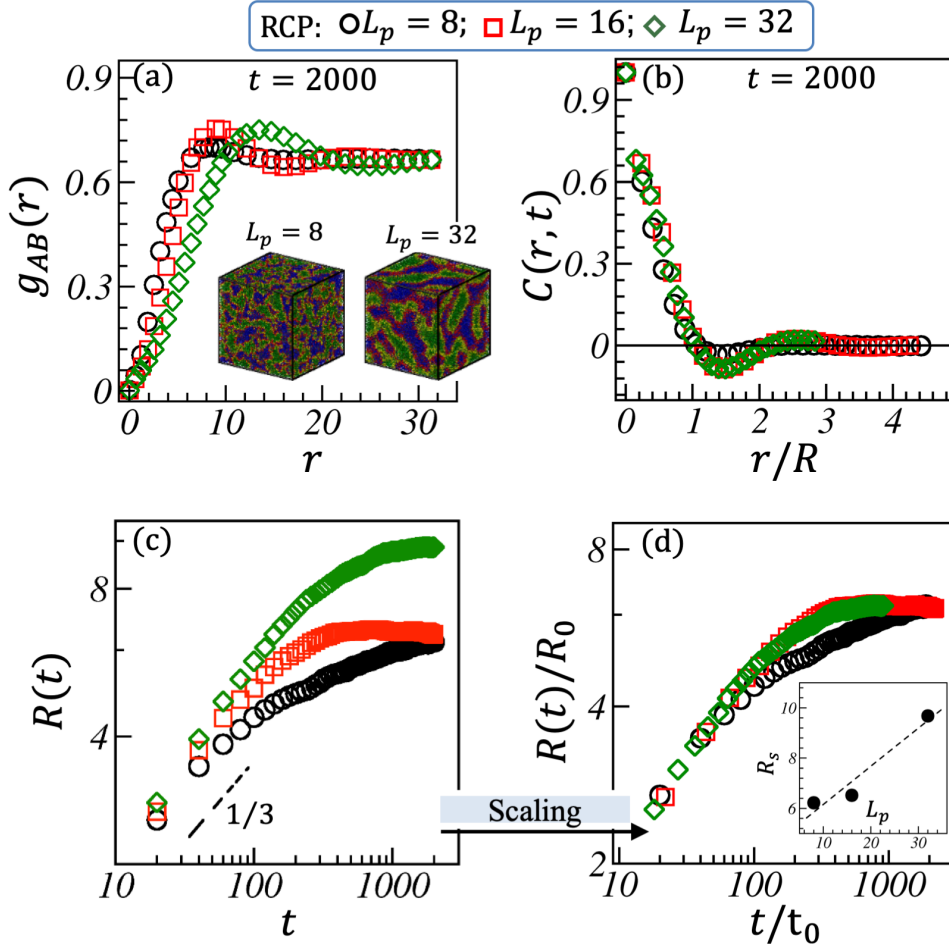 RCP: L_p = 8; L_p = 16; L_p = 32
(a) t = 2000
g_AB(r)
0.9
0.6
0.3
0
L_p = 8 L_p = 32
0 10 20 30
r
(b) t = 2000
C(r, t)
0.9
0.6
0.3
0
0 1 2 3 4
r/R
(c)
R(t)
8
4
1/3
10 100 1000
t
Scaling
(d)
R(t)/R_0
8
4
2
10 100 1000
t/t_0
R_s
10
8
6
L_p
10 20 30